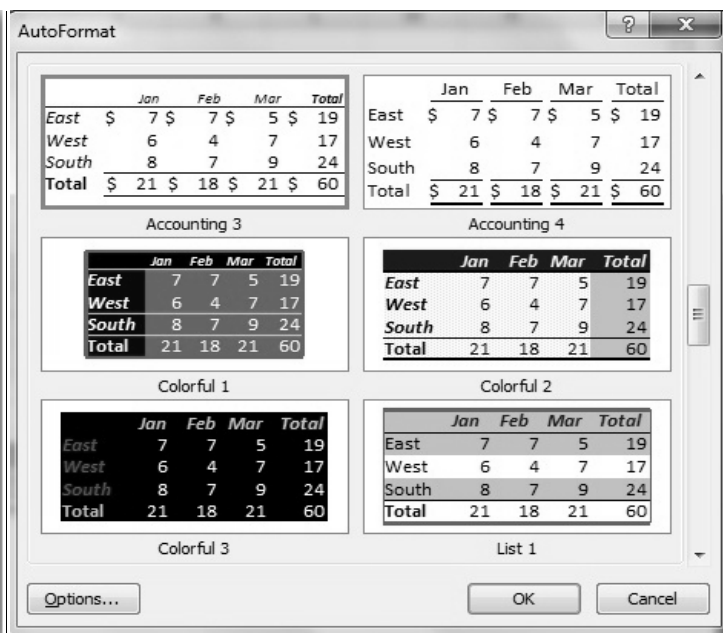 AutoFormat
Jan Feb Mar Total
East $ 7 $ 7 $ 5 $ 19
West 6 4 7 17
South 8 7 9 24
Total $ 21 $ 18 $ 21 $ 60
Accounting 3
Jan Feb Mar Total
East $ 7 $ 7 $ 5 $ 19
West 6 4 7 17
South 8 7 9 24
Total $ 21 $ 18 $ 21 $ 60
Accounting 4
Jan Feb Mar Total
East 7 7 5 19
West 6 4 7 17
South 8 7 9 24
Total 21 18 21 60
Colorful 1
Jan Feb Mar Total
East 7 7 5 19
West 6 4 7 17
South 8 7 9 24
Total 21 18 21 60
Colorful 2
Jan Feb Mar Total
East 7 7 5 19
West 6 4 7 17
South 8 7 9 24
Total 21 18 21 60
Colorful 3
Jan Feb Mar Total
East 7 7 5 19
West 6 4 7 17
South 8 7 9 24
Total 21 18 21 60
List 1
Options... OK Cancel